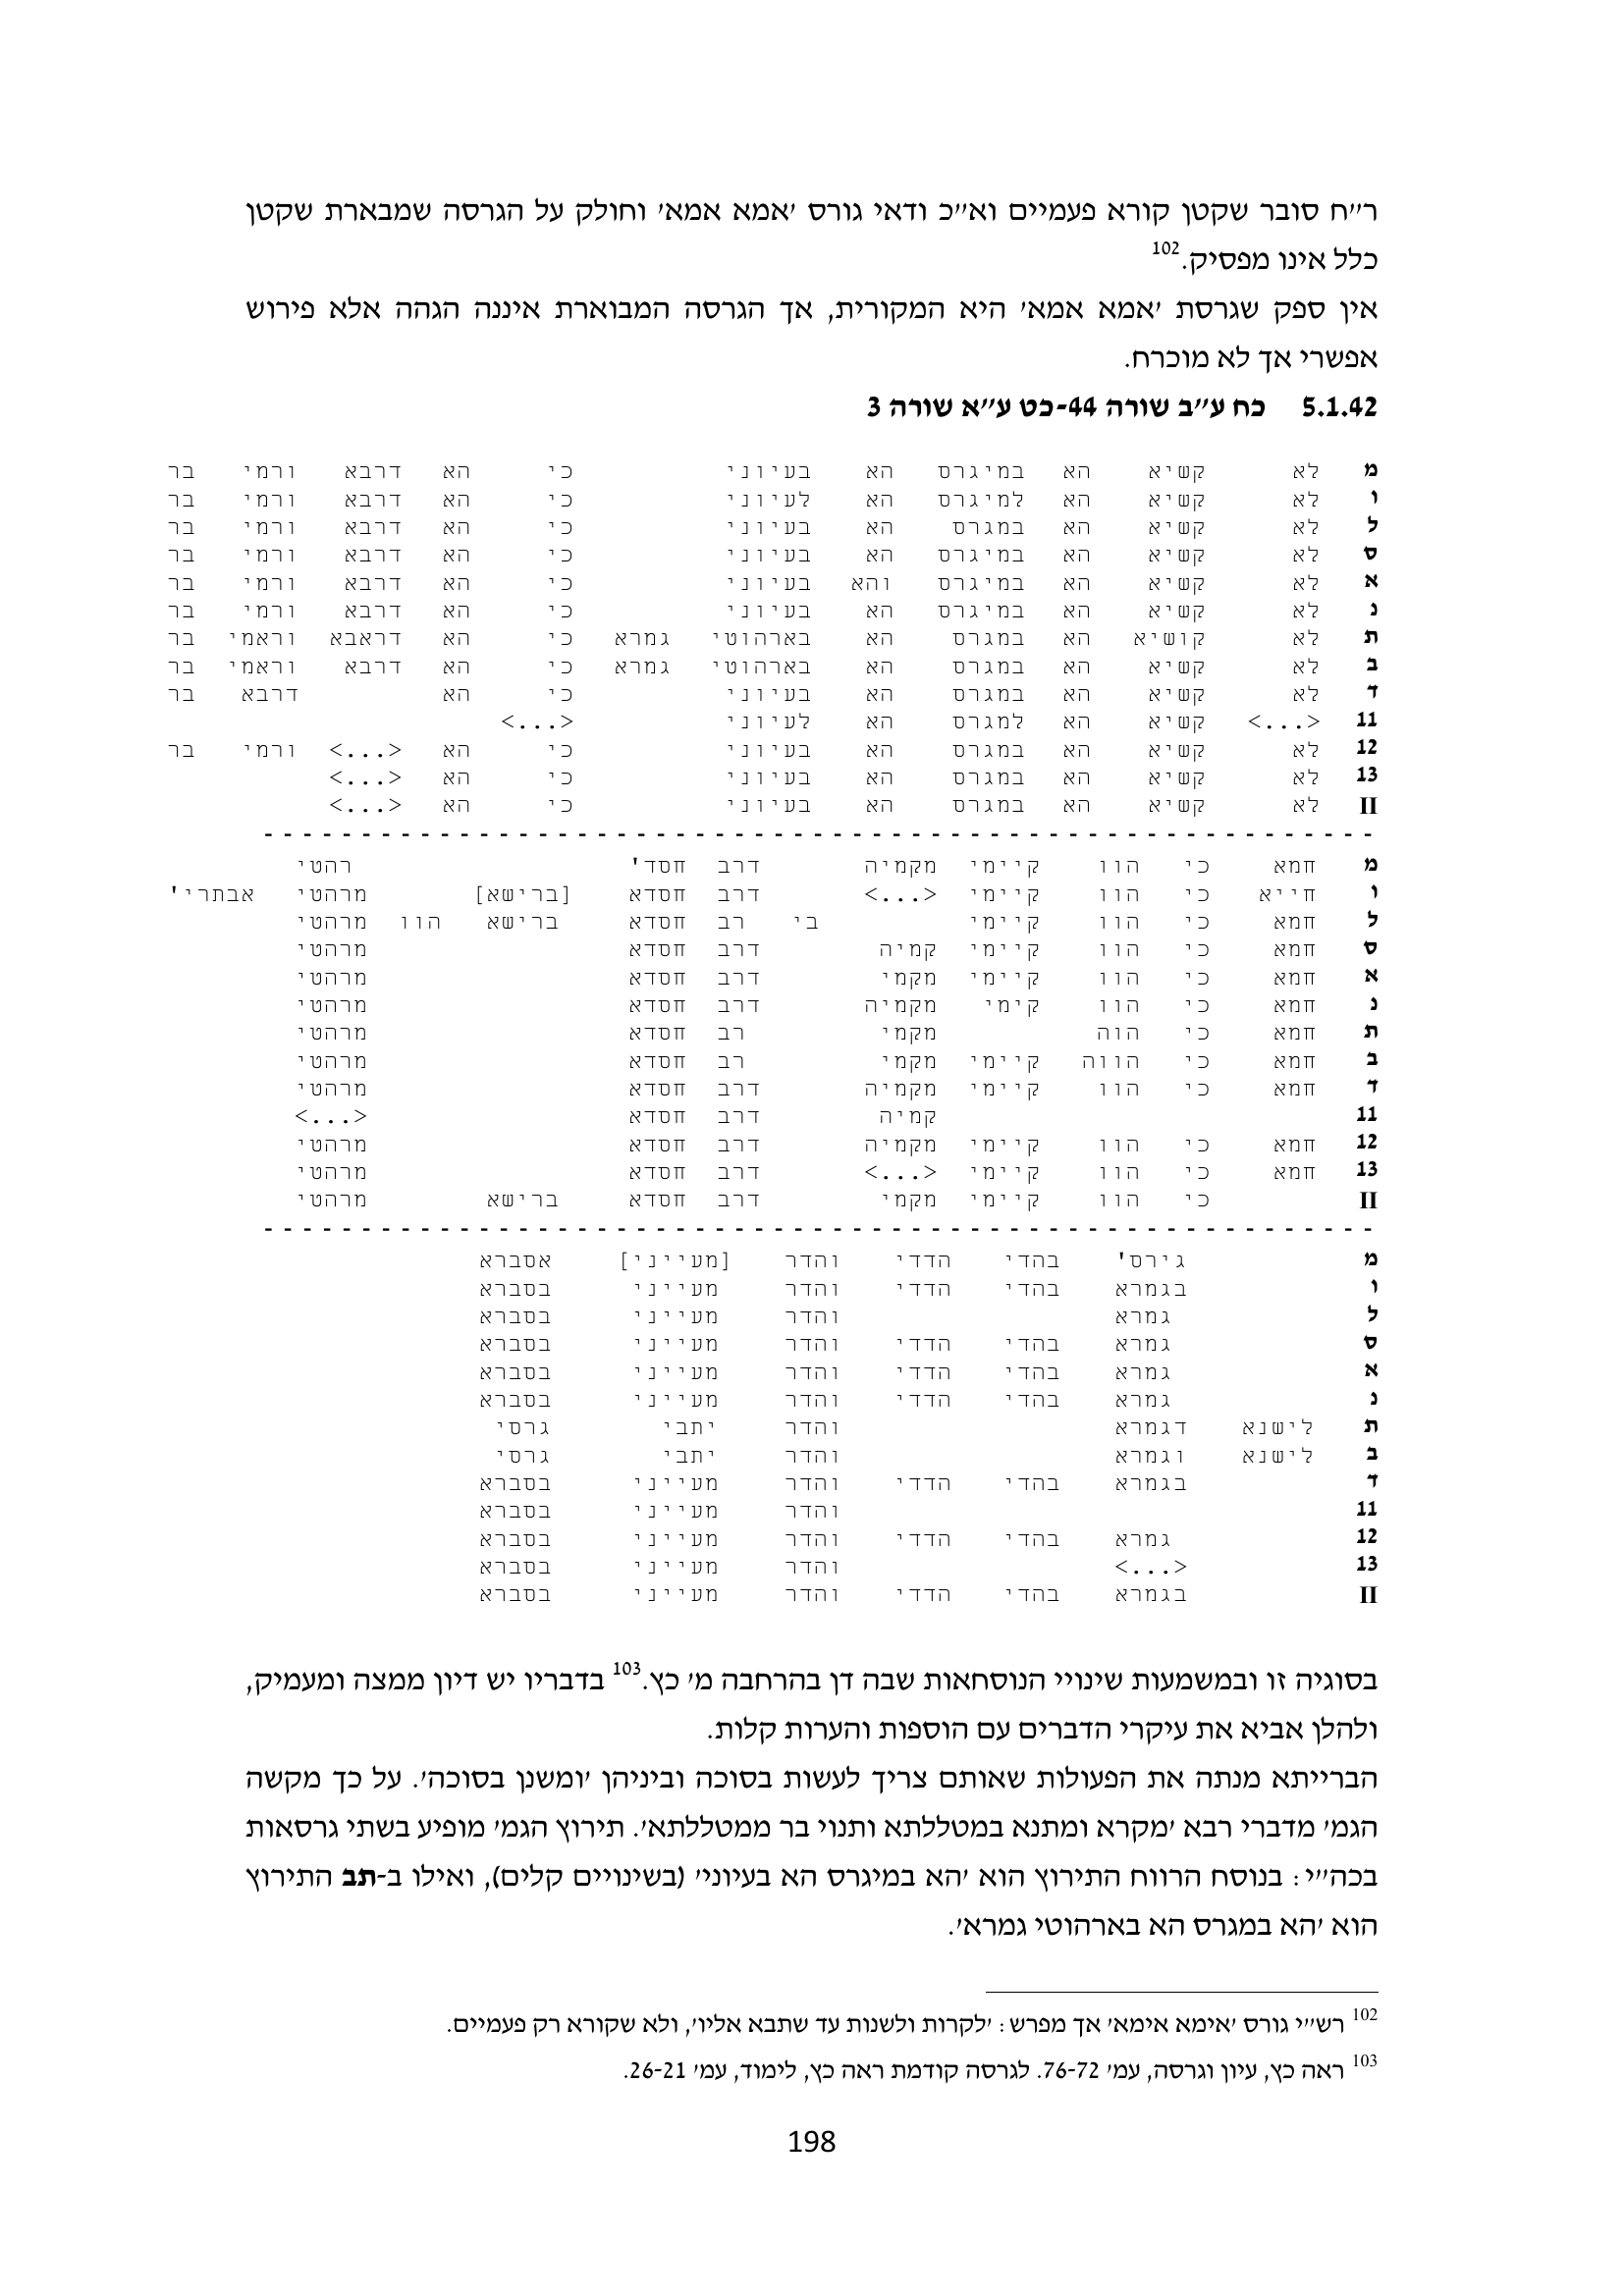 ר״ח סובר שקטן קורא פעמיים וא״כ ודאי גורס ׳אמא אמא׳ וחולק על הגרסה שמבארת שקטן
כלל אינו מפסיק.102
אין ספק שגרסת ׳אמא אמא׳ היא המקורית, אך הגרסה המבוארת איננה הגהה אלא פירוש
אפשרי אך לא מוכרח.
5.1.42 כח ע״ב שורה 44-כט ע״א שורה 3
מ לא קשיא הא במיגרס הא בעיוני כי הא דרבא ורמי בר
ו לא קשיא הא למיגרס הא לעיוני כי הא דרבא ורמי בר
ל לא קשיא הא במגרס הא בעיוני כי הא דרבא ורמי בר
ס לא קשיא הא במיגרס הא בעיוני כי הא דרבא ורמי בר
א לא קשיא הא במיגרס והא בעיוני כי הא דרבא ורמי בר
נ לא קשיא הא במיגרס הא בעיוני כי הא דרבא ורמי בר
ת לא קושיא הא במגרס הא בארהוטי גמרא כי הא דראבא וראמי בר
ב לא קשיא הא במגרס הא בארהוטי גמרא כי הא דרבא וראמי בר
ד לא קשיא הא במגרס הא בעיוני כי הא דרבא בר
11 <...> קשיא הא למגרס הא לעיוני <...>
12 לא קשיא הא במגרס הא בעיוני כי הא <...> ורמי בר
13 לא קשיא הא במגרס הא בעיוני כי הא <...>
II לא קשיא הא במגרס הא בעיוני כי הא <...>
מ חמא כי הוו קיימי מקמיה דרב חסד' רהטי
ו חייא כי הוו קיימי <...> דרב חסדא [ברישא] מרהטי אבתרי'
ל חמא כי הוו קיימי בי רב חסדא ברישא הוו מרהטי
ס חמא כי הוו קיימי קמיה דרב חסדא מרהטי
א חמא כי הוו קיימי מקמי דרב חסדא מרהטי
נ חמא כי הוו קימי מקמיה דרב חסדא מרהטי
ת חמא כי הוה מקמי רב חסדא מרהטי
ב חמא כי הווה קיימי מקמי רב חסדא מרהטי
ד חמא כי הוו קיימי מקמיה דרב חסדא מרהטי
11 קמיה דרב חסדא <...>
12 חמא כי הוו קיימי מקמיה דרב חסדא מרהטי
13 חמא כי הוו קיימי <...> דרב חסדא מרהטי
II כי הוו קיימי מקמי דרב חסדא ברישא מרהטי
מ גירס' בהדי הדדי והדר [מעייני] אסברא
ו בגמרא בהדי הדדי והדר מעייני בסברא
ל גמרא והדר מעייני בסברא
ס גמרא בהדי הדדי והדר מעייני בסברא
א גמרא בהדי הדדי והדר מעייני בסברא
נ גמרא בהדי הדדי והדר מעייני בסברא
ת לישנא דגמרא והדר יתבי גרסי
ב לישנא וגמרא והדר יתבי גרסי
ד בגמרא בהדי הדדי והדר מעייני בסברא
11 והדר מעייני בסברא
12 גמרא בהדי הדדי והדר מעייני בסברא
13 <...> והדר מעייני בסברא
II בגמרא בהדי הדדי והדר מעייני בסברא
בסוגיה זו ובמשמעות שינויי הנוסחאות שבה דן בהרחבה מ׳ כץ.103 בדבריו יש דיון ממצה ומעמיק,
ולהלן אביא את עיקרי הדברים עם הוספות והערות קלות.
הברייתא מנתה את הפעולות שאותם צריך לעשות בסוכה וביניהן ׳ומשנן בסוכה׳. על כך מקשה
הגמ׳ מדברי רבא ׳מקרא ומתנא במטללתא ותנוי בר ממטללתא׳. תירוץ הגמ׳ מופיע בשתי גרסאות
בכה״י: בנוסח הרווח התירוץ הוא ׳הא במיגרס הא בעיוני׳ (בשינויים קלים), ואילו ב-תב התירוץ
הוא ׳הא במגרס הא בארהוטי גמרא׳.
102 רש״י גורס ׳אימא אימא׳ אך מפרש: ׳לקרות ולשנות עד שתבא אליו׳, ולא שקורא רק פעמיים.
103 ראה כץ, עיון וגרסה, עמ׳ 76-72. לגרסה קודמת ראה כץ, לימוד, עמ׳ 26-21.
198